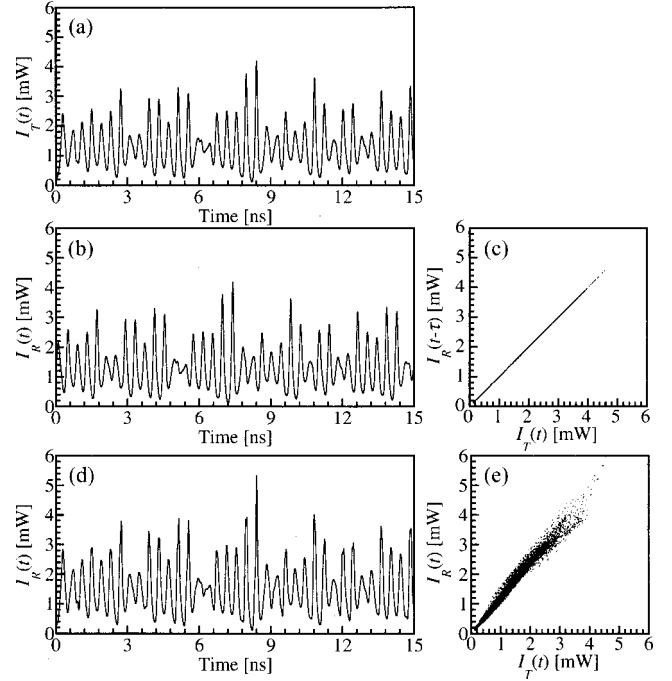 (a)
I_T(t) [mW]
6
5
4
3
2
1
0
0 3 6 9 12 15
Time [ns]
(b)
I_R(t) [mW]
6
5
4
3
2
1
0
0 3 6 9 12 15
Time [ns]
(c)
I_R(t-τ) [mW]
6
5
4
3
2
1
0
0 1 2 3 4 5 6
I_T(t) [mW]
(d)
I_R(t) [mW]
6
5
4
3
2
1
0
0 3 6 9 12 15
Time [ns]
(e)
I_R(t) [mW]
6
5
4
3
2
1
0
0 1 2 3 4 5 6
I_T(t) [mW]